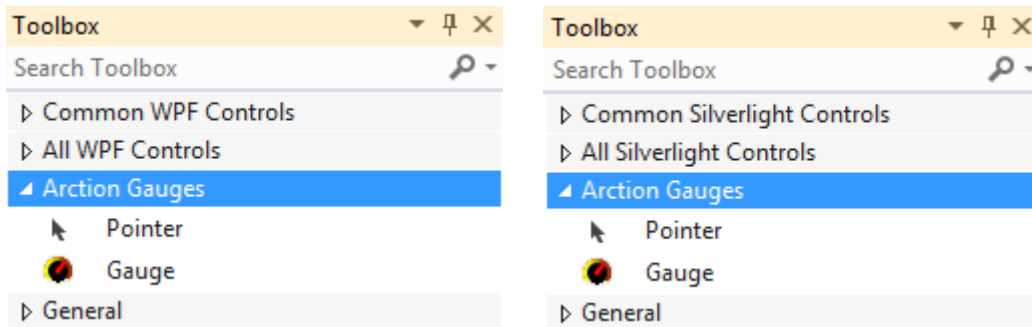 Toolbox
Search Toolbox
Common WPF Controls
All WPF Controls
Arction Gauges
Pointer
Gauge
General
Toolbox
Search Toolbox
Common Silverlight Controls
All Silverlight Controls
Arction Gauges
Pointer
Gauge
General